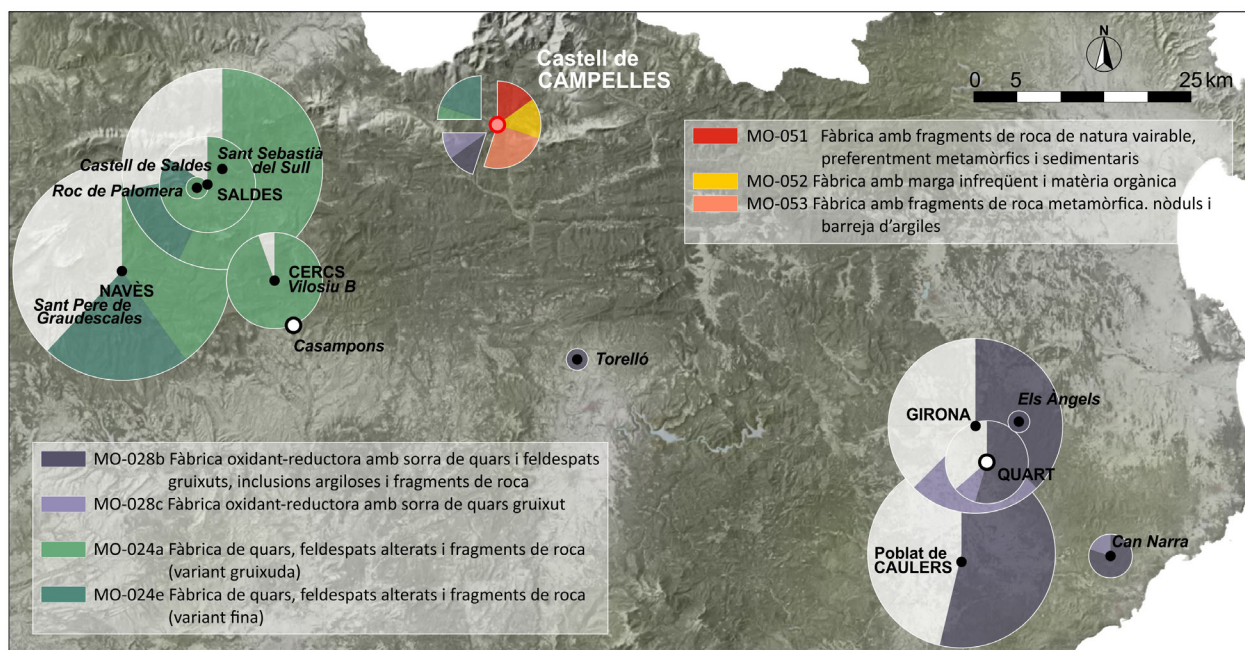 Castell de
CAMPELLES
N
0 5 25 km
MO-051 Fàbrica amb fragments de roca de natura vairable,
preferentment metamòrfics i sedimentaris
MO-052 Fàbrica amb marga infreqüent i matèria orgànica
MO-053 Fàbrica amb fragments de roca metamòrfica. nòduls i
barreja d'argiles
Castell de Saldes
Sant Sebastià
del Sull
Roc de Palomera
SALDES
NAVÈS
Sant Pere de
Graudescales
CERCS
Vilosiu B
Casampons
Torelló
GIRONA
Els Àngels
QUART
Poblat de
CAULERS
Can Narra
MO-028b Fàbrica oxidant-reductora amb sorra de quars i feldespats
gruixuts, inclusions argiloses i fragments de roca
MO-028c Fàbrica oxidant-reductora amb sorra de quars gruixut
MO-024a Fàbrica de quars, feldespats alterats i fragments de roca
(variant gruixuda)
MO-024e Fàbrica de quars, feldespats alterats i fragments de roca
(variant fina)